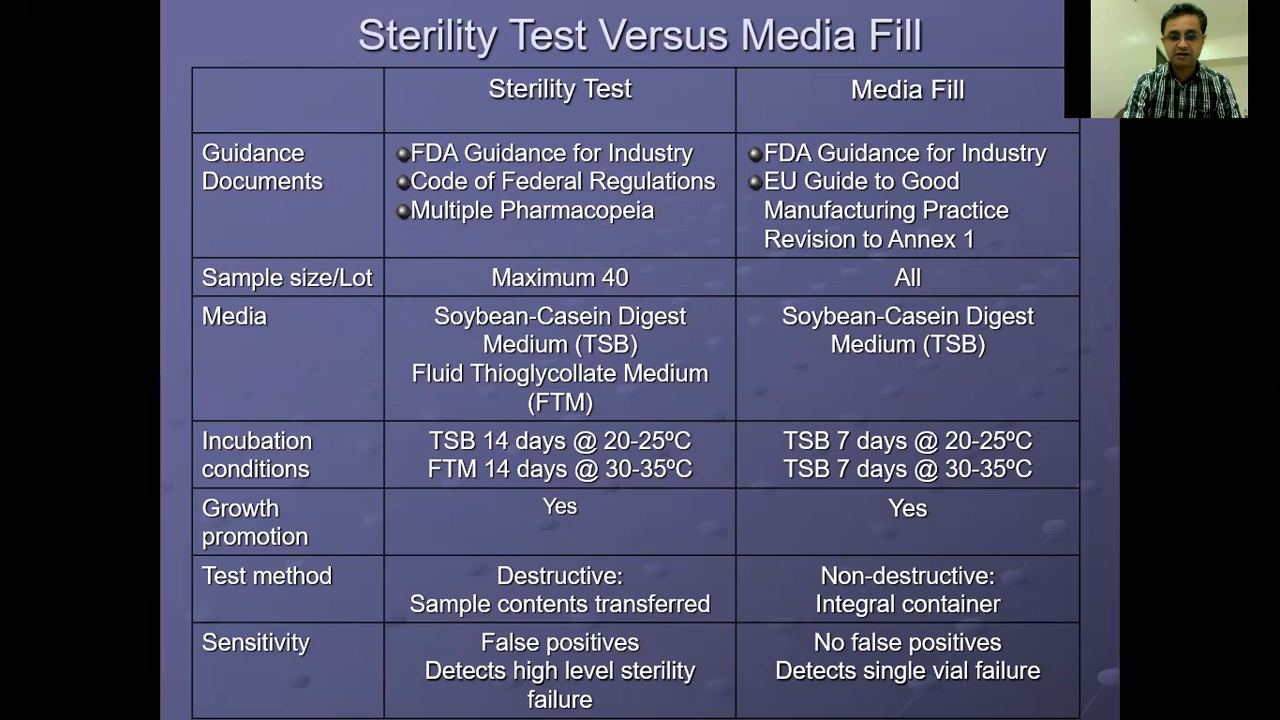 Sterility Test Versus Media Fill
Sterility Test
Media Fill
Guidance
Documents
FDA Guidance for Industry
Code of Federal Regulations
Multiple Pharmacopeia
FDA Guidance for Industry
EU Guide to Good
Manufacturing Practice
Revision to Annex 1
Sample size/Lot
Maximum 40
All
Media
Soybean-Casein Digest
Medium (TSB)
Fluid Thioglycollate Medium
(FTM)
Soybean-Casein Digest
Medium (TSB)
Incubation
conditions
TSB 14 days @ 20-25ºC
FTM 14 days @ 30-35ºC
TSB 7 days @ 20-25ºC
TSB 7 days @ 30-35ºC
Growth
promotion
Yes
Yes
Test method
Destructive:
Sample contents transferred
Non-destructive:
Integral container
Sensitivity
False positives
Detects high level sterility
failure
No false positives
Detects single vial failure